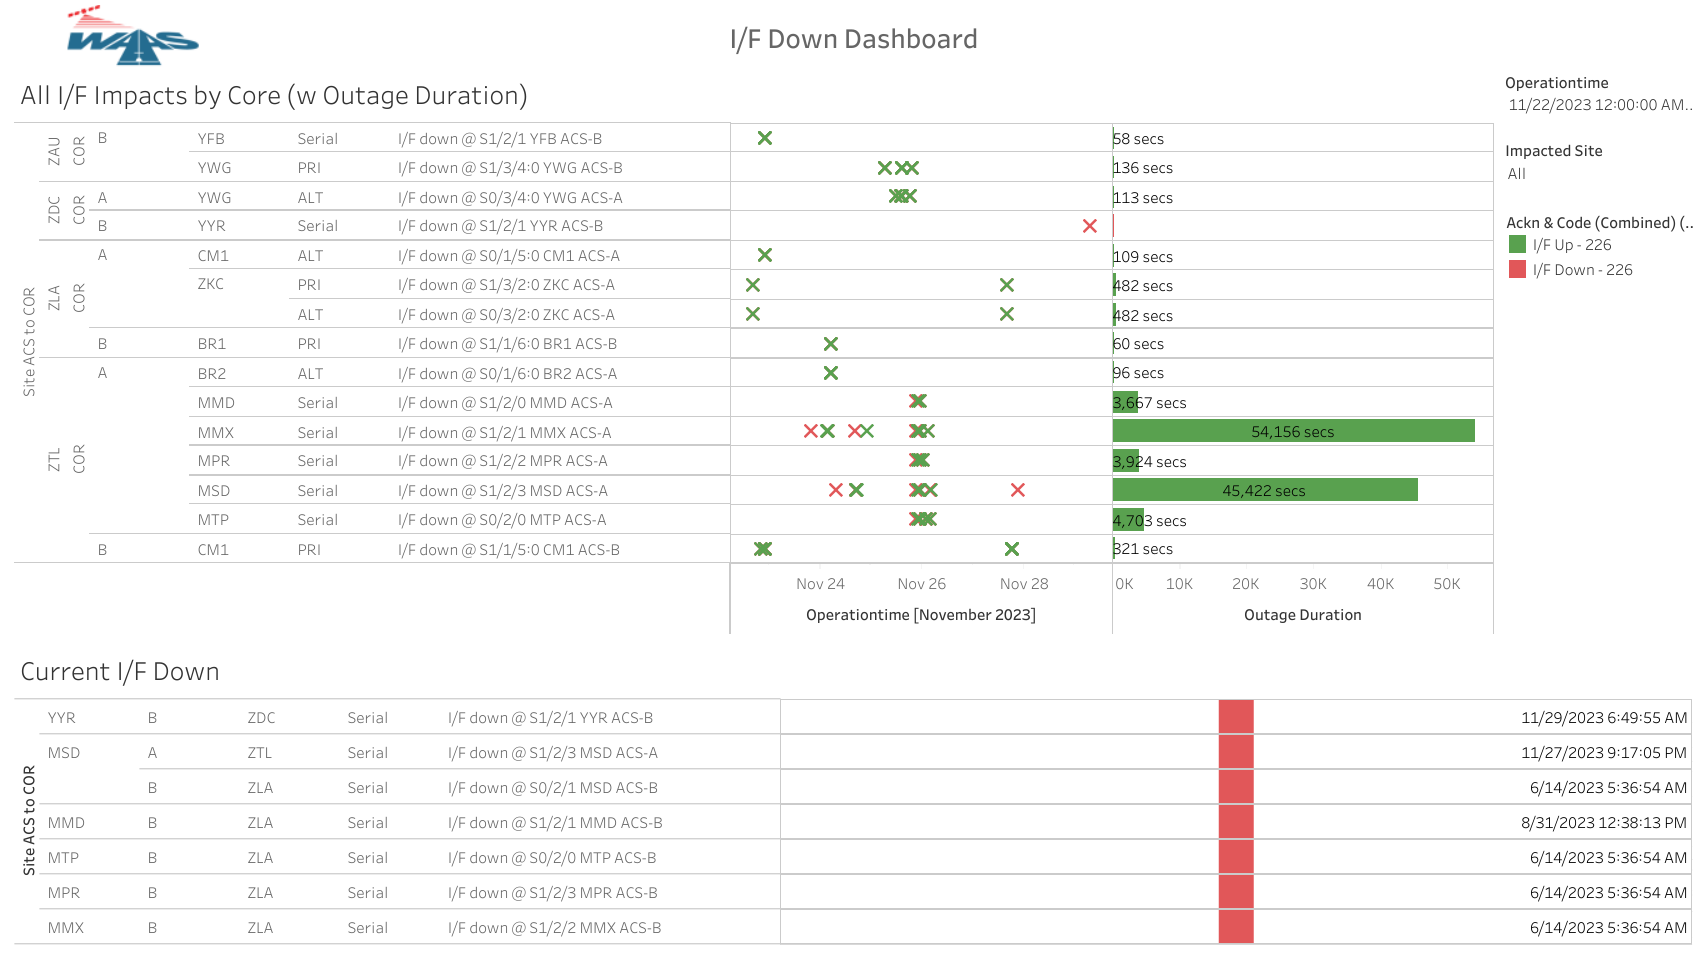 WAAS
I/F Down Dashboard
All I/F Impacts by Core (w Outage Duration)
Operationtime
11/22/2023 12:00:00 AM..
Impacted Site
All
Ackn & Code (Combined) (..
I/F Up - 226
I/F Down - 226
Site ACS to COR
ZAU COR B YFB Serial I/F down @ S1/2/1 YFB ACS-B 58 secs
YWG PRI I/F down @ S1/3/4:0 YWG ACS-B 136 secs
ZDC COR A YWG ALT I/F down @ S0/3/4:0 YWG ACS-A 113 secs
B YYR Serial I/F down @ S1/2/1 YYR ACS-B
ZLA COR A CM1 ALT I/F down @ S0/1/5:0 CM1 ACS-A 109 secs
ZKC PRI I/F down @ S1/3/2:0 ZKC ACS-A 482 secs
ALT I/F down @ S0/3/2:0 ZKC ACS-A 482 secs
B BR1 PRI I/F down @ S1/1/6:0 BR1 ACS-B 60 secs
ZTL COR A BR2 ALT I/F down @ S0/1/6:0 BR2 ACS-A 96 secs
MMD Serial I/F down @ S1/2/0 MMD ACS-A 3,667 secs
MMX Serial I/F down @ S1/2/1 MMX ACS-A 54,156 secs
MPR Serial I/F down @ S1/2/2 MPR ACS-A 3,924 secs
MSD Serial I/F down @ S1/2/3 MSD ACS-A 45,422 secs
MTP Serial I/F down @ S0/2/0 MTP ACS-A 4,703 secs
B CM1 PRI I/F down @ S1/1/5:0 CM1 ACS-B 321 secs
Nov 24 Nov 26 Nov 28 0K 10K 20K 30K 40K 50K
Operationtime [November 2023] Outage Duration
Current I/F Down
Site ACS to COR
YYR B ZDC Serial I/F down @ S1/2/1 YYR ACS-B 11/29/2023 6:49:55 AM
MSD A ZTL Serial I/F down @ S1/2/3 MSD ACS-A 11/27/2023 9:17:05 PM
B ZLA Serial I/F down @ S0/2/1 MSD ACS-B 6/14/2023 5:36:54 AM
MMD B ZLA Serial I/F down @ S1/2/1 MMD ACS-B 8/31/2023 12:38:13 PM
MTP B ZLA Serial I/F down @ S0/2/0 MTP ACS-B 6/14/2023 5:36:54 AM
MPR B ZLA Serial I/F down @ S1/2/3 MPR ACS-B 6/14/2023 5:36:54 AM
MMX B ZLA Serial I/F down @ S1/2/2 MMX ACS-B 6/14/2023 5:36:54 AM